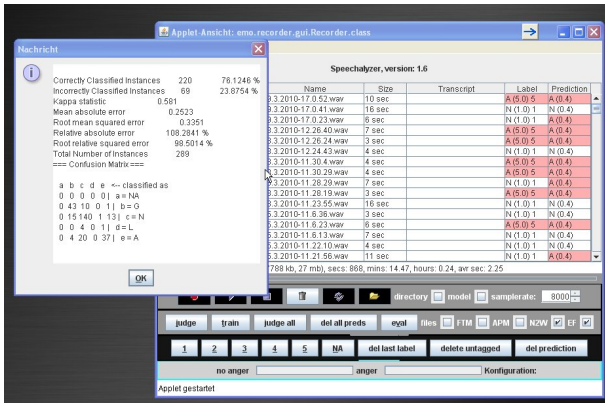 Applet-Ansicht: emo.recorder.gui.Recorder.class
Nachricht
Speechalyzer, version: 1.6
Correctly Classified Instances 220 76.1246 %
Incorrectly Classified Instances 69 23.8754 %
Kappa statistic 0.581
Mean absolute error 0.2523
Root mean squared error 0.3351
Relative absolute error 108.2841 %
Root relative squared error 98.5014 %
Total Number of Instances 289
=== Confusion Matrix ===
a b c d e <-- classified as
0 0 0 0 0 | a = NA
0 43 10 0 1 | b = G
0 15 140 1 13 | c = N
0 0 4 0 1 | d = L
0 4 20 0 37 | e = A
OK
Name Size Transcript Label Prediction
3.3.2010-17.0.52.wav 10 sec A (5.0) 5 A (0.4)
3.3.2010-17.0.41.wav 16 sec N (1.0) 1 N (0.4)
3.3.2010-17.0.23.wav 6 sec N (1.0) 1 A (0.4)
5.3.2010-12.26.40.wav 7 sec A (5.0) 5 A (0.4)
5.3.2010-12.26.24.wav 3 sec A (5.0) 5 A (0.4)
5.3.2010-12.24.43.wav 4 sec N (1.0) 1 N (0.4)
5.3.2010-11.30.4.wav 4 sec A (5.0) 5 A (0.4)
5.3.2010-11.30.29.wav 4 sec A (5.0) 5 A (0.4)
5.3.2010-11.28.29.wav 7 sec N (1.0) 1 A (0.4)
5.3.2010-11.28.19.wav 3 sec A (5.0) 5 A (0.4)
5.3.2010-11.23.55.wav 16 sec N (1.0) 1 N (0.4)
5.3.2010-11.6.36.wav 3 sec N (1.0) 1 A (0.4)
5.3.2010-11.6.23.wav 6 sec A (5.0) 5 A (0.4)
5.3.2010-11.6.13.wav 7 sec N (1.0) 1 N (0.4)
5.3.2010-11.22.10.wav 4 sec N (1.0) 1 N (0.4)
5.3.2010-11.21.56.wav 11 sec N (1.0) 1 A (0.4)
788 kb, 27 mb), secs: 868, mins: 14.47, hours: 0.24, avr sec: 2.25
directory model samplerate: 8000
judge train judge all del all preds eval files FTM APM N2W EF
1 2 3 4 5 NA del last label delete untagged del prediction
no anger anger Konfiguration:
Applet gestartet